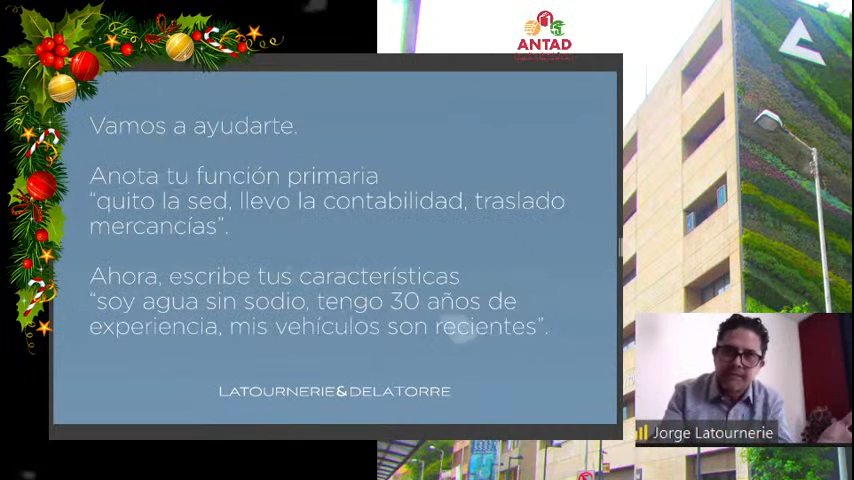 ANTAD
Vamos a ayudarte.
Anota tu función primaria
“quito la sed, llevo la contabilidad, traslado
mercancías”.
Ahora, escribe tus características
“soy agua sin sodio, tengo 30 años de
experiencia, mis vehículos son recientes”.
LATOURNERIE&DELATORRE
Jorge Latournerie